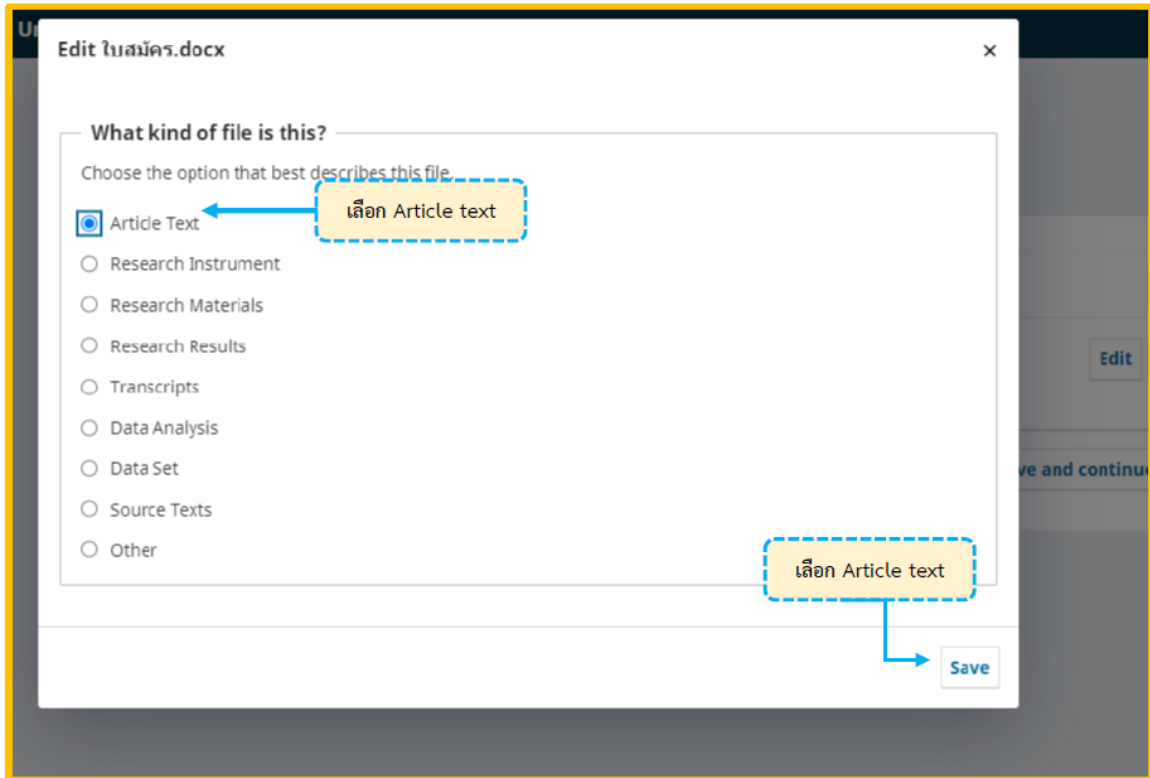 Edit ใบสมัคร.docx
×
What kind of file is this?
Choose the option that best describes this file.
Article Text
เลือก Article text
Research Instrument
Research Materials
Research Results
Edit
Transcripts
Data Analysis
Data Set
ve and continue
Source Texts
Other
เลือก Article text
Save